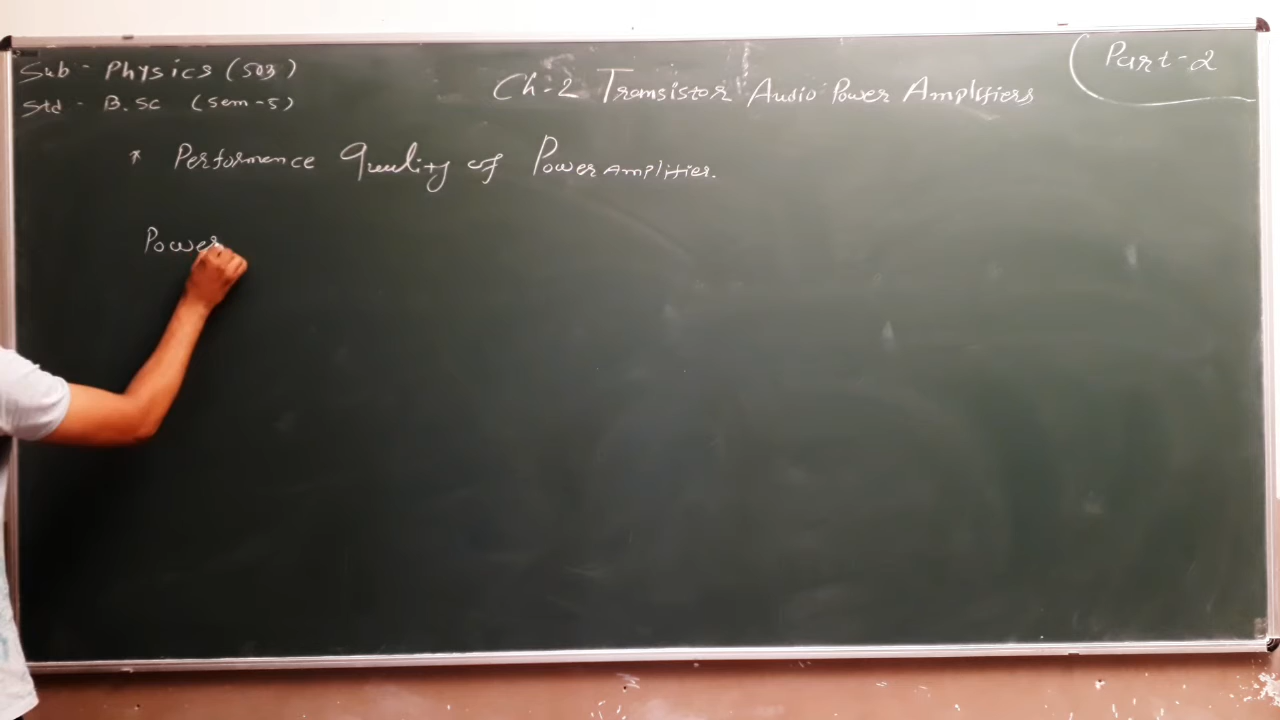 Sub - Physics (503)
Std - B.Sc (Sem-5)
Ch-2 Transistor Audio Power Amplifiers
Part-2
* Performence Quality of Power amplifier.
Power